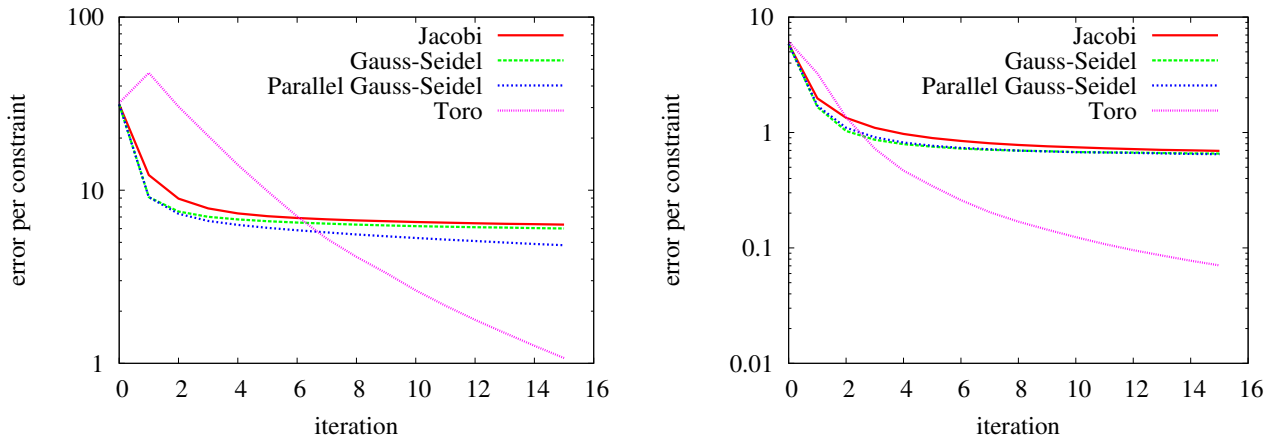 100
10
1
error per constraint
0 2 4 6 8 10 12 14 16
iteration
Jacobi
Gauss-Seidel
Parallel Gauss-Seidel
Toro
10
1
0.1
0.01
error per constraint
0 2 4 6 8 10 12 14 16
iteration
Jacobi
Gauss-Seidel
Parallel Gauss-Seidel
Toro